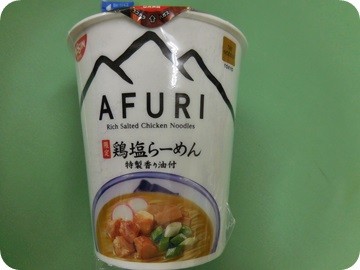 NISSIN
AFURI
Rich Salted Chicken Noodles
限定
鶏塩らーめん
特製香り油付